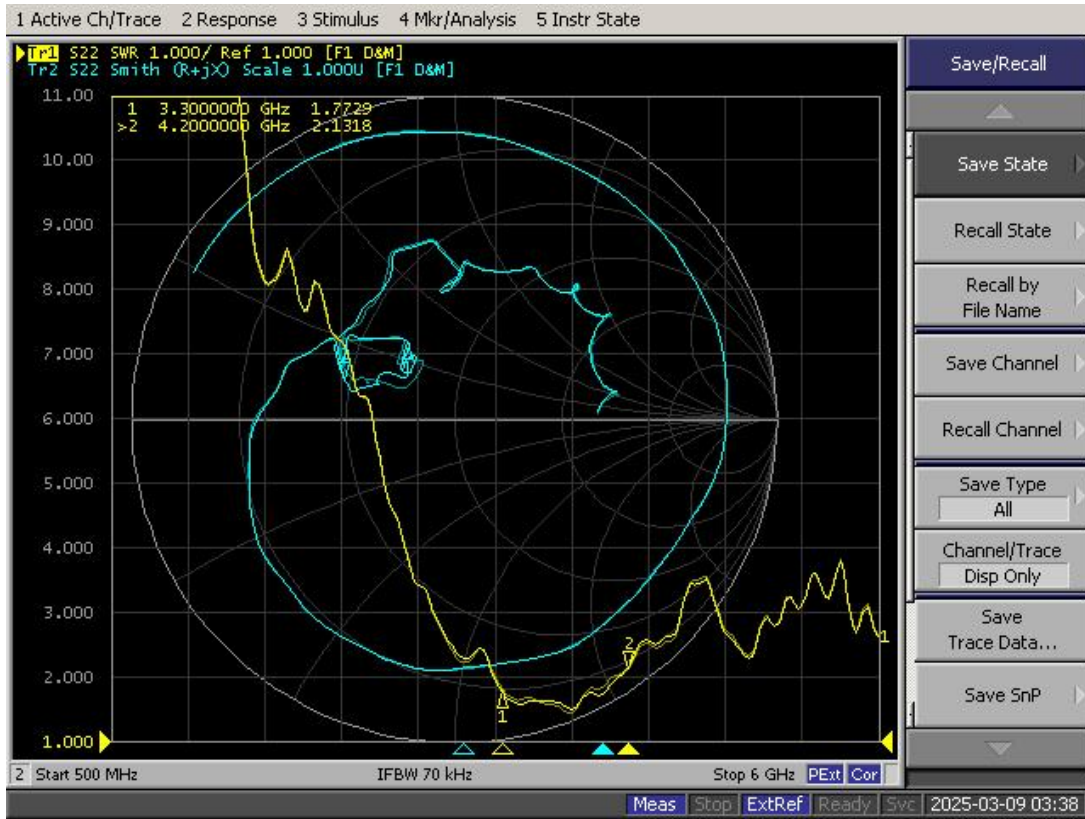 1 Active Ch/Trace 2 Response 3 Stimulus 4 Mkr/Analysis 5 Instr State
Tr1 S22 SWR 1.000/ Ref 1.000 [F1 D&M]
Tr2 S22 Smith (R+jX) Scale 1.000U [F1 D&M]
11.00
1 3.3000000 GHz 1.7729
>2 4.2000000 GHz 2.1318
10.00
9.000
8.000
7.000
6.000
5.000
4.000
3.000
2.000
1.000
1
2
1
2 Start 500 MHz IFBW 70 kHz Stop 6 GHz PExt Cor
Save/Recall
Save State
Recall State
Recall by
File Name
Save Channel
Recall Channel
Save Type
All
Channel/Trace
Disp Only
Save
Trace Data...
Save SnP
Meas Stop ExtRef Ready Svc 2025-03-09 03:38